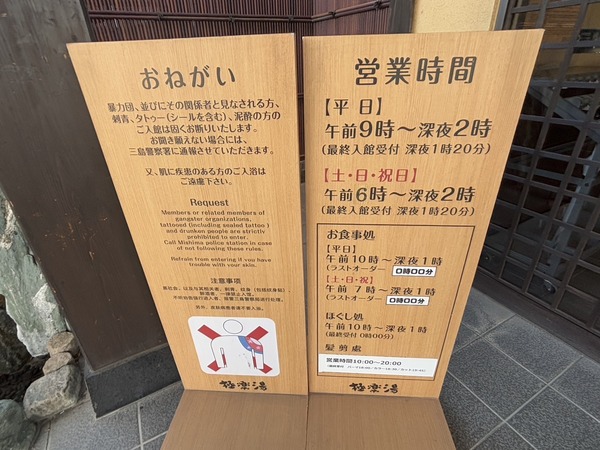 おねがい
暴力団、並びにその関係者と見なされる方、
刺青、タトゥー(シールを含む)、泥酔の方の
ご入館は固くお断りいたします。
お聞き願えない場合には、
三島警察署に通報させていただきます。
又、肌に疾患のある方のご入浴は
ご遠慮下さい。
Request
Members or related members of
gangster organizations,
tattooed (including sealed tattoo)
and drunken people are strictly
prohibited to enter.
Call Mishima police station in case
of not following these rules.
Refrain from entering if you have
trouble with your skin.
注意事項
極楽湯
営業時間
【平 日】
午前9時～深夜2時
(最終入館受付 深夜1時20分)
【土・日・祝日】
午前6時～深夜2時
(最終入館受付 深夜1時20分)
お食事処
【平日】
午前10時～深夜1時
(ラストオーダー 0時00分)
【土・日・祝】
午前 7時～深夜1時
(ラストオーダー 0時00分)
ほぐし処
午前10時～深夜1時
(最終受付 0時00分)
髪剪處
営業時間10:00～20:00
極楽湯